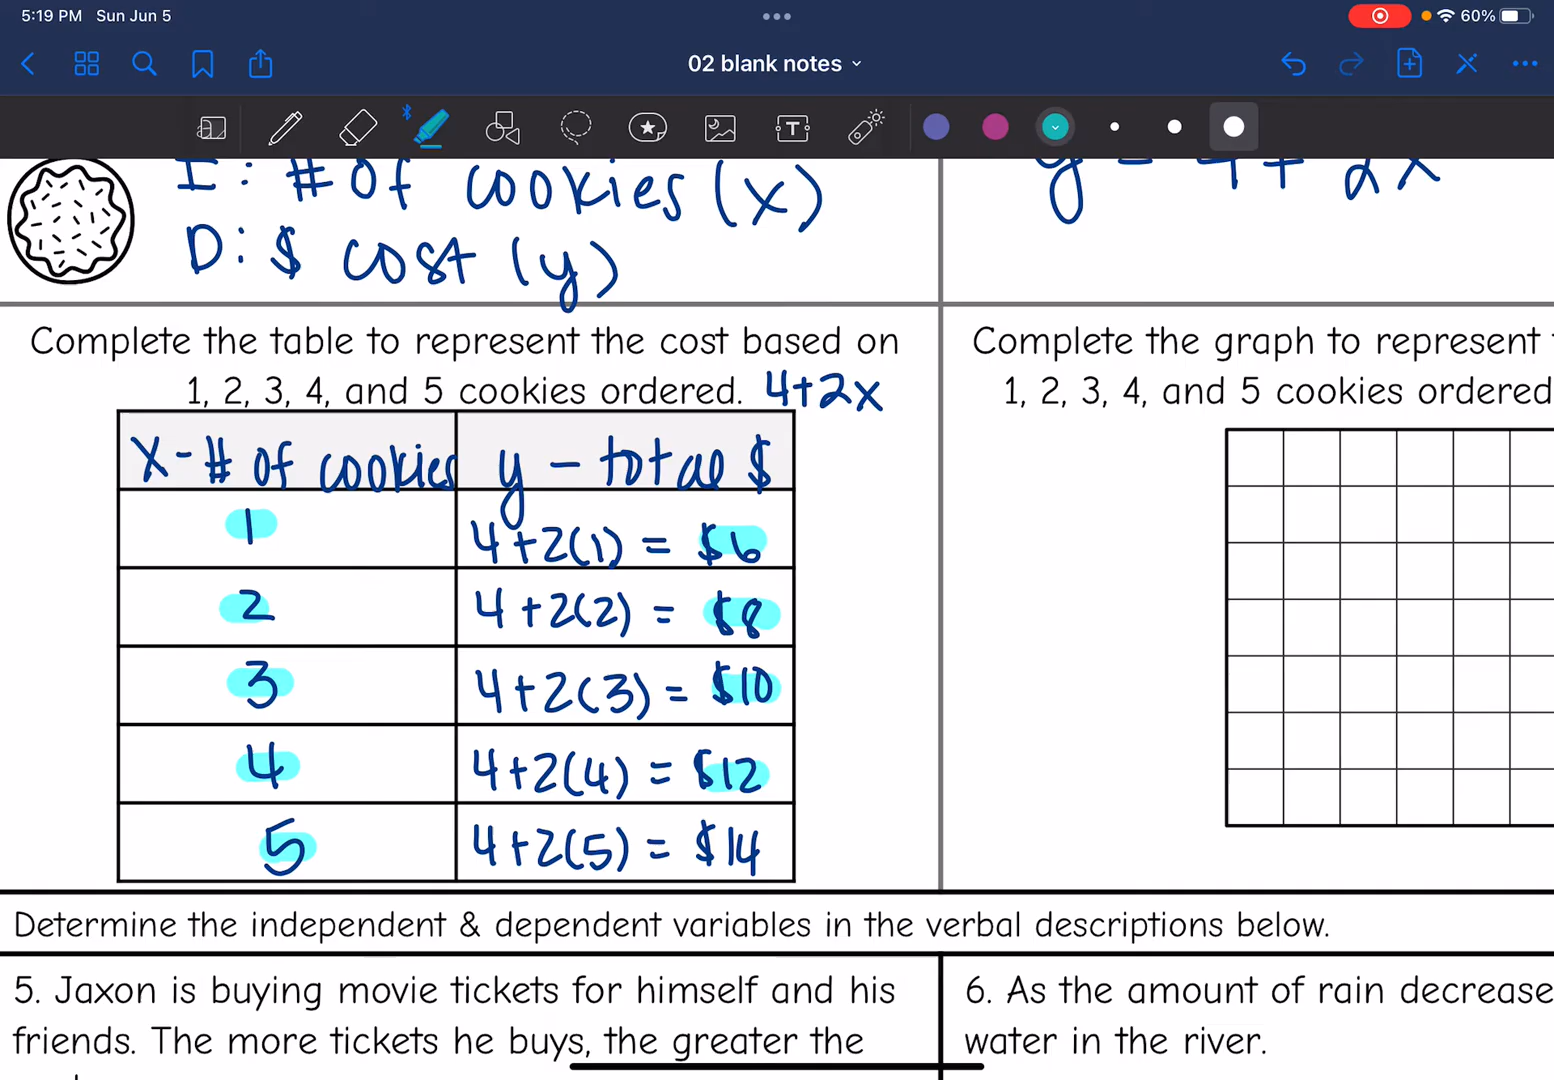 5:19 PM Sun Jun 5
60%
02 blank notes
I: # of cookies (x)
D: $ cost (y)
y = 4 + 2x
Complete the table to represent the cost based on
1, 2, 3, 4, and 5 cookies ordered. 4+2x
x - # of cookies y - total $
1 4+2(1) = $6
2 4+2(2) = $8
3 4+2(3) = $10
4 4+2(4) = $12
5 4+2(5) = $14
Complete the graph to represent
1, 2, 3, 4, and 5 cookies ordered
Determine the independent & dependent variables in the verbal descriptions below.
5. Jaxon is buying movie tickets for himself and his
friends. The more tickets he buys, the greater the
6. As the amount of rain decrease
water in the river.